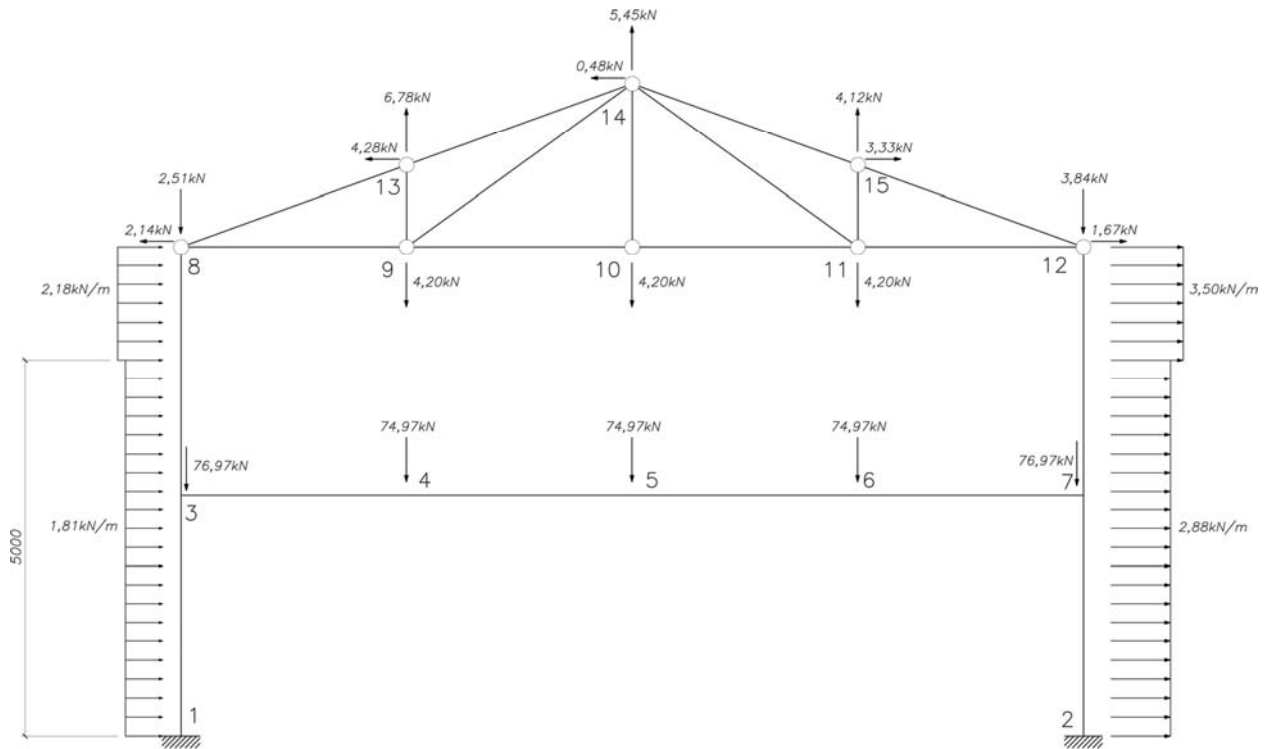 5,45kN
0,48kN
14
6,78kN
4,12kN
4,28kN
3,33kN
13
15
2,51kN
3,84kN
2,14kN
1,67kN
8
9
10
11
12
4,20kN
4,20kN
4,20kN
2,18kN/m
3,50kN/m
74,97kN
74,97kN
74,97kN
76,97kN
76,97kN
4
5
6
7
3
1,81kN/m
2,88kN/m
5000
1
2